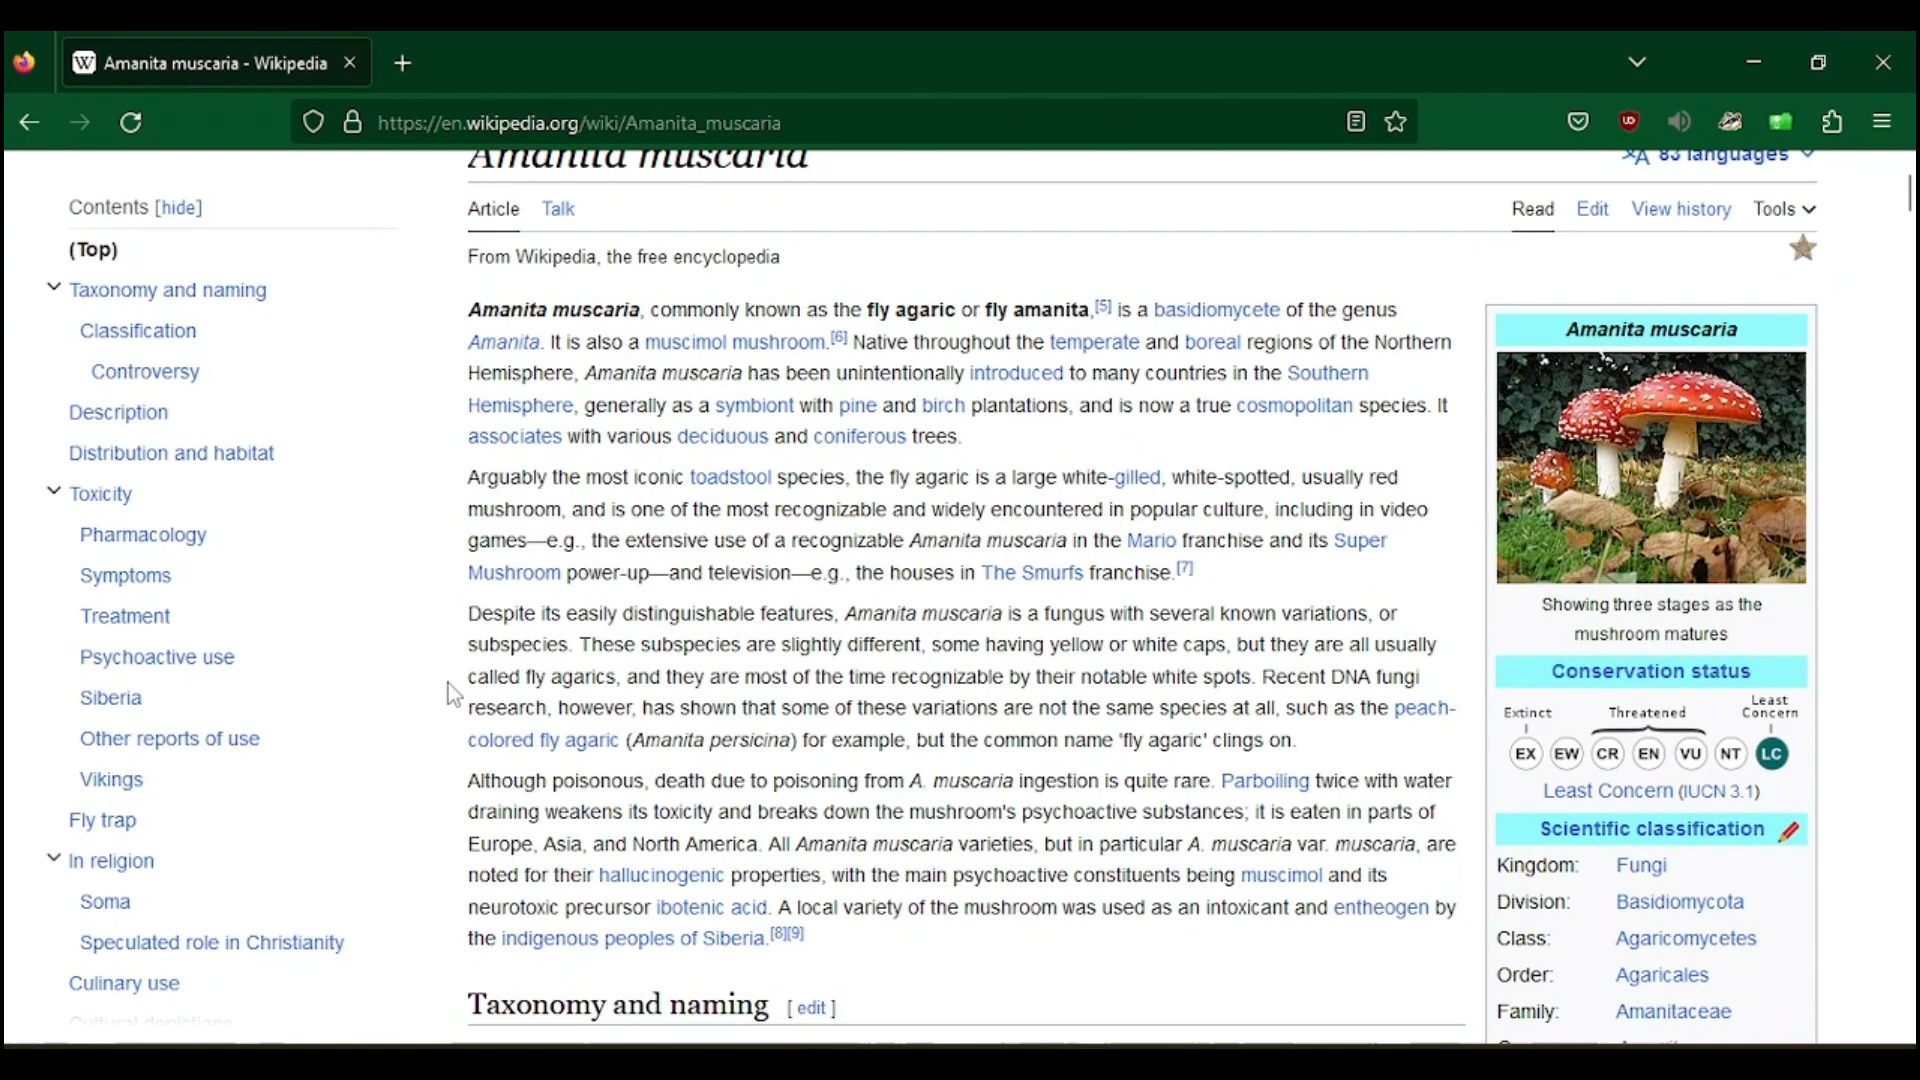 Amanita muscaria - Wikipedia
https://en.wikipedia.org/wiki/Amanita_muscaria
Amanita muscaria
83 languages
Contents [hide]
(Top)
Taxonomy and naming
Classification
Controversy
Description
Distribution and habitat
Toxicity
Pharmacology
Symptoms
Treatment
Psychoactive use
Siberia
Other reports of use
Vikings
Fly trap
In religion
Soma
Speculated role in Christianity
Culinary use
Cultural depictions
Article Talk
Read Edit View history Tools
From Wikipedia, the free encyclopedia
Amanita muscaria, commonly known as the fly agaric or fly amanita,[5] is a basidiomycete of the genus
Amanita. It is also a muscimol mushroom.[6] Native throughout the temperate and boreal regions of the Northern
Hemisphere, Amanita muscaria has been unintentionally introduced to many countries in the Southern
Hemisphere, generally as a symbiont with pine and birch plantations, and is now a true cosmopolitan species. It
associates with various deciduous and coniferous trees.
Arguably the most iconic toadstool species, the fly agaric is a large white-gilled, white-spotted, usually red
mushroom, and is one of the most recognizable and widely encountered in popular culture, including in video
games—e.g., the extensive use of a recognizable Amanita muscaria in the Mario franchise and its Super
Mushroom power-up—and television—e.g., the houses in The Smurfs franchise.[7]
Despite its easily distinguishable features, Amanita muscaria is a fungus with several known variations, or
subspecies. These subspecies are slightly different, some having yellow or white caps, but they are all usually
called fly agarics, and they are most of the time recognizable by their notable white spots. Recent DNA fungi
research, however, has shown that some of these variations are not the same species at all, such as the peach-
colored fly agaric (Amanita persicina) for example, but the common name 'fly agaric' clings on.
Although poisonous, death due to poisoning from A. muscaria ingestion is quite rare. Parboiling twice with water
draining weakens its toxicity and breaks down the mushroom's psychoactive substances; it is eaten in parts of
Europe, Asia, and North America. All Amanita muscaria varieties, but in particular A. muscaria var. muscaria, are
noted for their hallucinogenic properties, with the main psychoactive constituents being muscimol and its
neurotoxic precursor ibotenic acid. A local variety of the mushroom was used as an intoxicant and entheogen by
the indigenous peoples of Siberia.[8][9]
Taxonomy and naming [ edit ]
Amanita muscaria
Showing three stages as the
mushroom matures
Conservation status
Extinct Threatened Least Concern
EX EW CR EN VU NT LC
Least Concern (IUCN 3.1)
Scientific classification
Kingdom: Fungi
Division: Basidiomycota
Class: Agaricomycetes
Order: Agaricales
Family: Amanitaceae